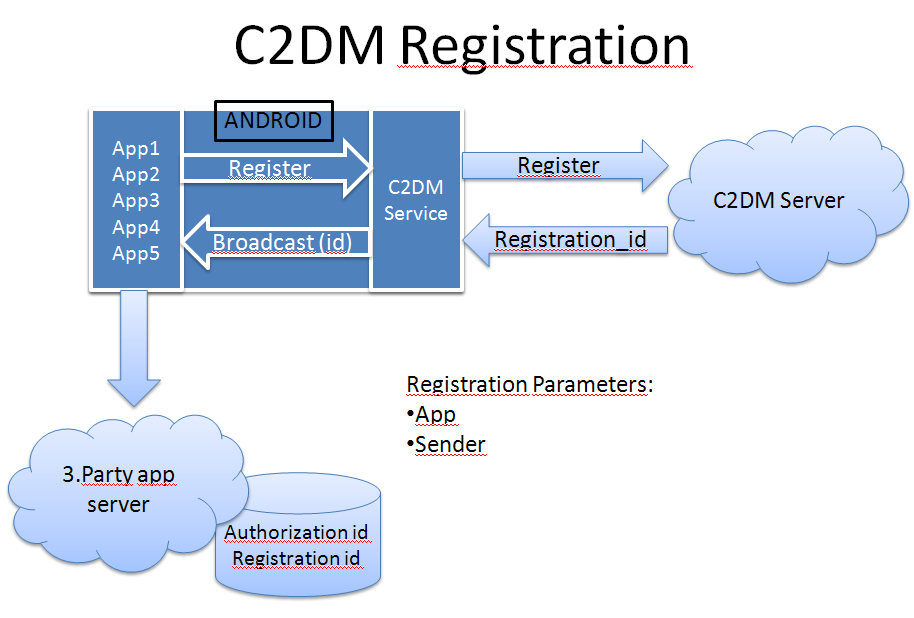 C2DM Registration
ANDROID
App1
App2
App3
App4
App5
Register
Broadcast (id)
C2DM
Service
Register
Registration_id
C2DM Server
Registration Parameters:
•App
•Sender
3.Party app
server
Authorization id
Registration id